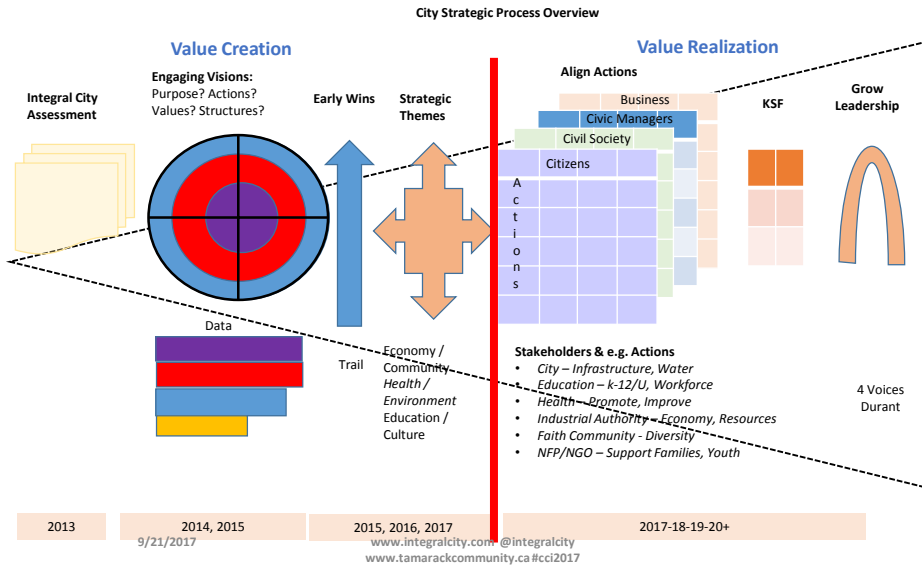 City Strategic Process Overview
Value Creation
Value Realization
Integral City
Assessment
Engaging Visions:
Purpose? Actions?
Values? Structures?
Early Wins
Strategic
Themes
Align Actions
Business
Civic Managers
Civil Society
Citizens
A
c
t
i
o
n
s
KSF
Grow
Leadership
Data
Trail
Economy /
Community
Health /
Environment
Education /
Culture
Stakeholders & e.g. Actions
• City – Infrastructure, Water
• Education – k-12/U, Workforce
• Health – Promote, Improve
• Industrial Authority – Economy, Resources
• Faith Community - Diversity
• NFP/NGO – Support Families, Youth
4 Voices
Durant
2013
2014, 2015
2015, 2016, 2017
2017-18-19-20+
9/21/2017
www.integralcity.com @integralcity
www.tamarackcommunity.ca #cci2017